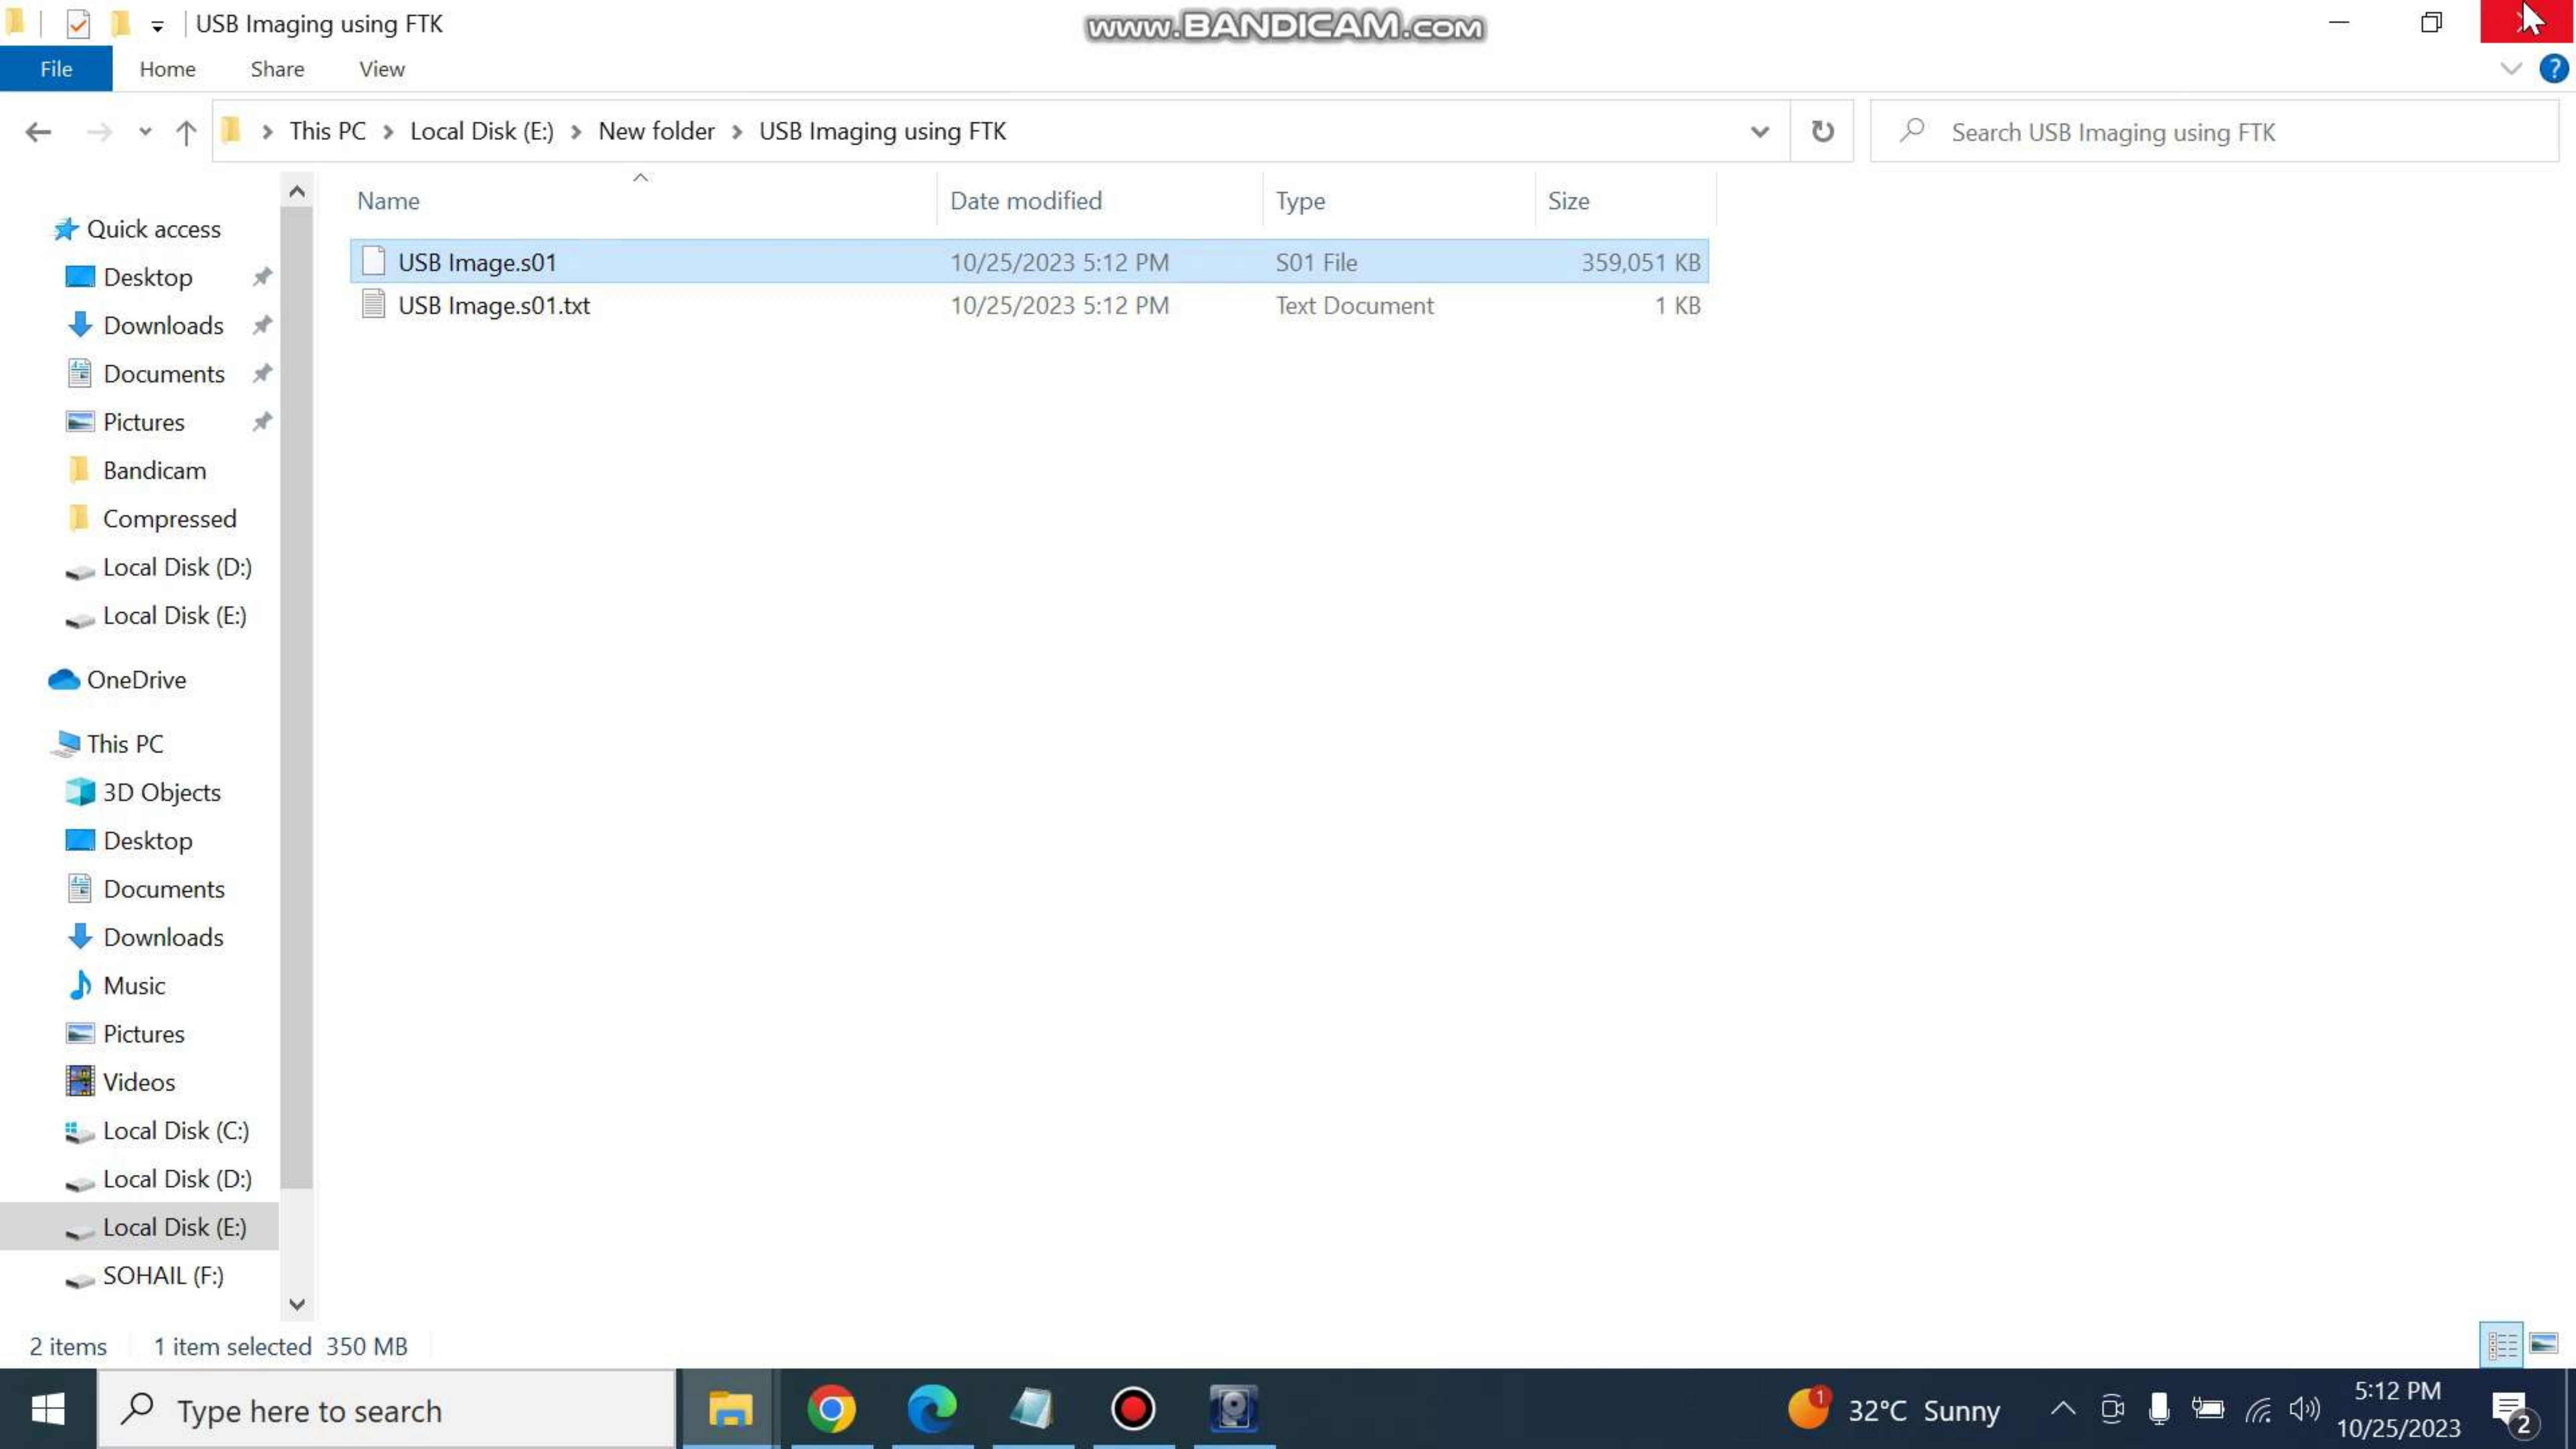 USB Imaging using FTK
www.BANDICAM.com
File Home Share View
This PC Local Disk (E:) New folder USB Imaging using FTK
Search USB Imaging using FTK
Name Date modified Type Size
USB Image.s01 10/25/2023 5:12 PM S01 File 359,051 KB
USB Image.s01.txt 10/25/2023 5:12 PM Text Document 1 KB
Quick access
Desktop
Downloads
Documents
Pictures
Bandicam
Compressed
Local Disk (D:)
Local Disk (E:)
OneDrive
This PC
3D Objects
Desktop
Documents
Downloads
Music
Pictures
Videos
Local Disk (C:)
Local Disk (D:)
Local Disk (E:)
SOHAIL (F:)
2 items 1 item selected 350 MB
Type here to search
1
32°C Sunny
5:12 PM
10/25/2023
2